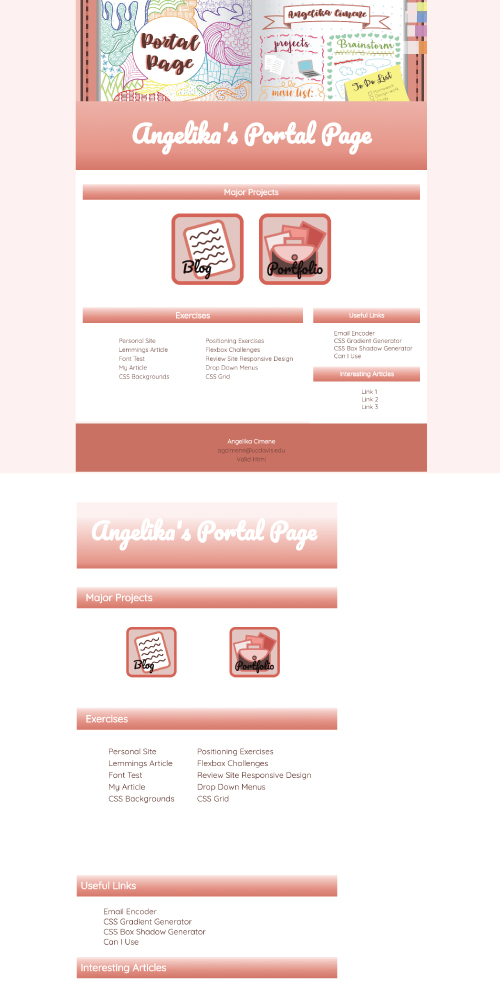 Portal
Page
Angelika Cimene
projects
Brainstorm
music list:
To Do List
Angelika's Portal Page
Major Projects
Blog
Portfolio
Exercises
Personal Site
Lemmings Article
Font Test
My Article
CSS Backgrounds
Positioning Exercises
Flexbox Challenges
Review Site Responsive Design
Drop Down Menus
CSS Grid
Useful Links
Email Encoder
CSS Gradient Generator
CSS Box Shadow Generator
Can I Use
Interesting Articles
Link 1
Link 2
Link 3
Angelika Cimene
agcimene@ucdavis.edu
Valid Html
Angelika's Portal Page
Major Projects
Blog
Portfolio
Exercises
Personal Site
Lemmings Article
Font Test
My Article
CSS Backgrounds
Positioning Exercises
Flexbox Challenges
Review Site Responsive Design
Drop Down Menus
CSS Grid
Useful Links
Email Encoder
CSS Gradient Generator
CSS Box Shadow Generator
Can I Use
Interesting Articles